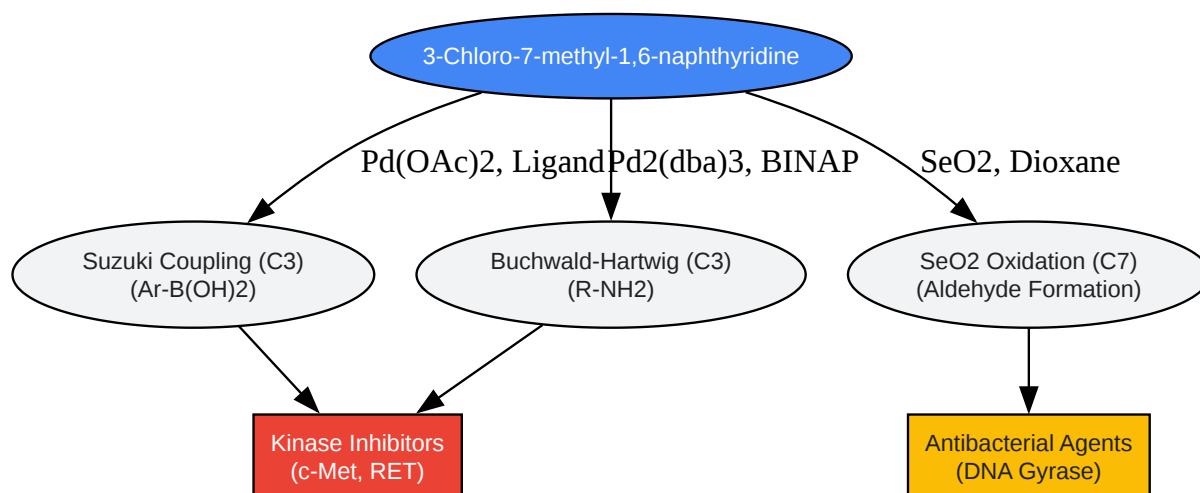 3-Chloro-7-methyl-1,6-naphthyridine
Pd(OAc)2, Ligand
Pd2(dba)3, BINAP
SeO2, Dioxane
Suzuki Coupling (C3)
(Ar-B(OH)2)
Buchwald-Hartwig (C3)
(R-NH2)
SeO2 Oxidation (C7)
(Aldehyde Formation)
Kinase Inhibitors
(c-Met, RET)
Antibacterial Agents
(DNA Gyrase)